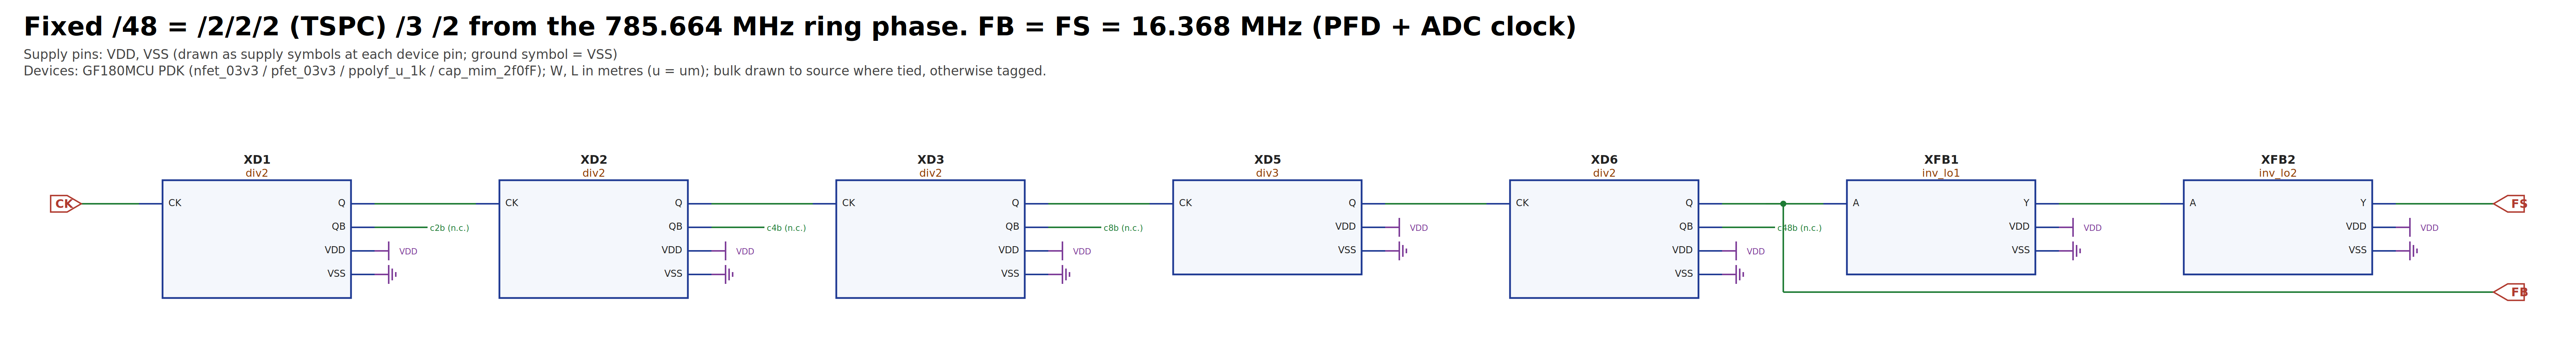 Fixed /48 = /2/2/2 (TSPC) /3 /2 from the 785.664 MHz ring phase. FB = FS = 16.368 MHz (PFD + ADC clock)
Supply pins: VDD, VSS (drawn as supply symbols at each device pin; ground symbol = VSS)
Devices: GF180MCU PDK (nfet_03v3 / pfet_03v3 / ppolyf_u_1k / cap_mim_2f0fF); W, L in metres (u = um); bulk drawn to source where tied, otherwise tagged.
XD1 XD2 XD3 XD5 XD6 XFB1 XFB2
div2 div2 div2 div3 div2 inv_lo1 inv_lo2
CK CK Q CK Q CK Q CK Q CK Q A Y A Y FS
QB c2b (n.c.) QB c4b (n.c.) QB c8b (n.c.) VDD VDD QB c48b (n.c.) VDD VDD VDD VDD
VDD VDD VDD VDD VDD VDD VSS VDD VDD VSS VSS
VSS VSS VSS VSS
FB